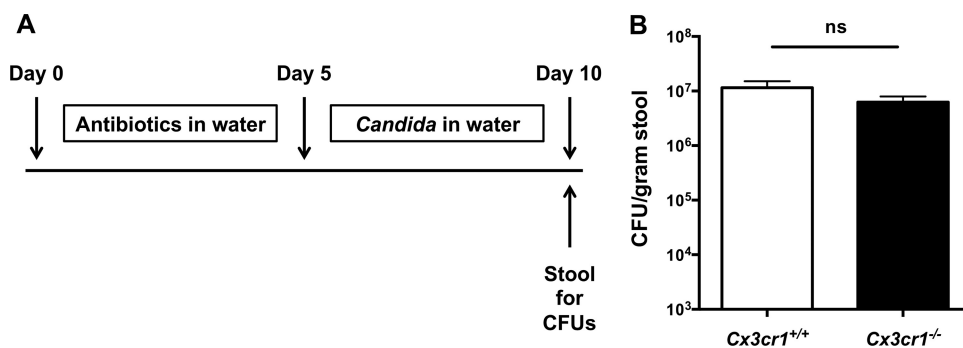 A
Day 0 Day 5 Day 10
Antibiotics in water
Candida in water
Stool
for
CFUs
B
ns
CFU/gram stool
10⁸
10⁷
10⁶
10⁵
10⁴
10³
Cx3cr1⁺/⁺
Cx3cr1⁻/⁻